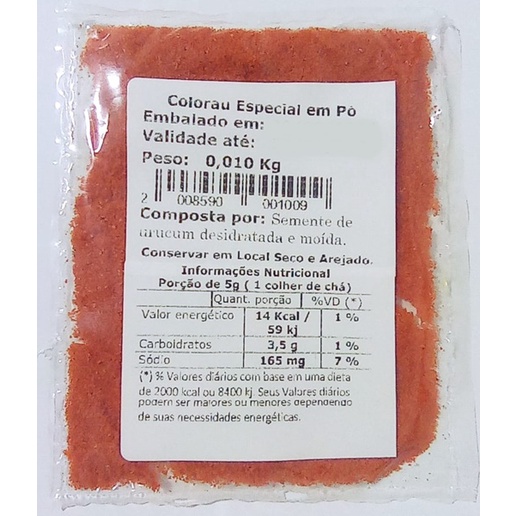 Colorau Especial em Pó
Embalado em:
Validade até:
Peso: 0,010 Kg
2 008590 001009
Composta por: Semente de
urucum desidratada e moída.
Conservar em Local Seco e Arejado.
Informações Nutricional
Porção de 5g ( 1 colher de chá)
Quant. porção %VD (*)
Valor energético 14 Kcal / 1 %
59 kj
Carboidratos 3,5 g 1 %
Sódio 165 mg 7 %
(*) % Valores diários com base em uma dieta
de 2000 kcal ou 8400 kj. Seus Valores diários
podem ser maiores ou menores dependendo
de suas necessidades energéticas.